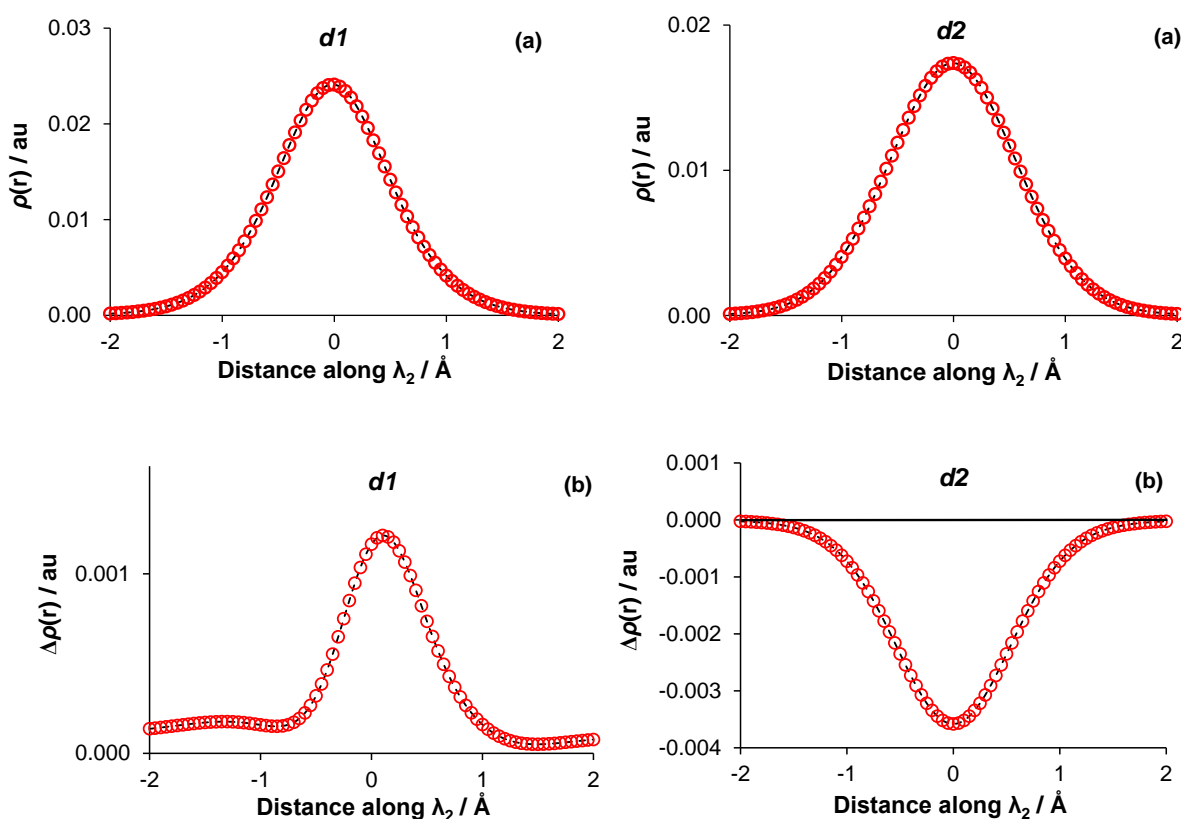 d1
(a)
0.03
0.02
0.01
0.00
ρ(r) / au
-2
-1
0
1
2
Distance along λ₂ / Å
d2
(a)
0.02
0.01
0.00
ρ(r) / au
-2
-1
0
1
2
Distance along λ₂ / Å
d1
(b)
0.001
0.000
Δρ(r) / au
-2
-1
0
1
2
Distance along λ₂ / Å
d2
(b)
0.001
0.000
-0.001
-0.002
-0.003
-0.004
Δρ(r) / au
-2
-1
0
1
2
Distance along λ₂ / Å